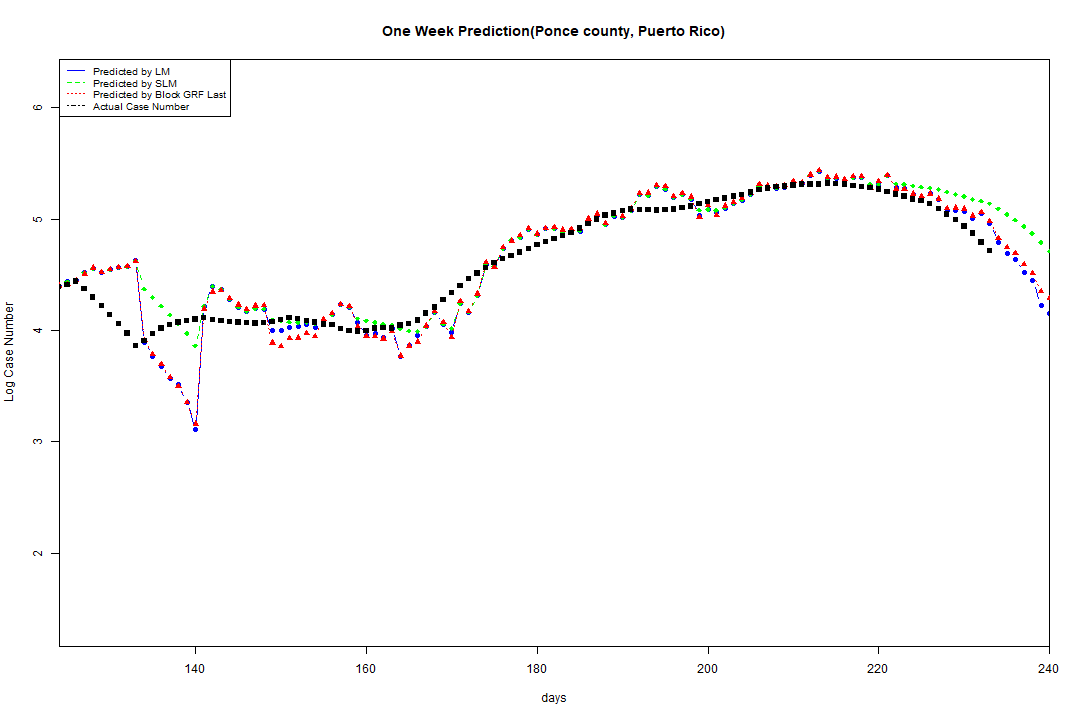 One Week Prediction(Ponce county, Puerto Rico)
Predicted by LM
Predicted by SLM
Predicted by Block GRF Last
Actual Case Number
6
5
4
3
2
Log Case Number
140 160 180 200 220 240
days